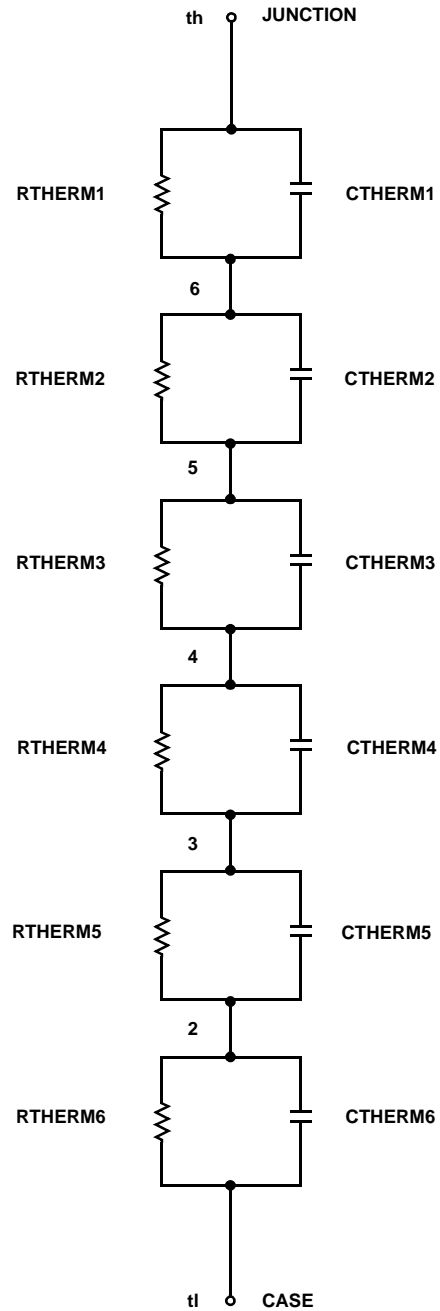 th JUNCTION
RTHERM1 CTHERM1
6
RTHERM2 CTHERM2
5
RTHERM3 CTHERM3
4
RTHERM4 CTHERM4
3
RTHERM5 CTHERM5
2
RTHERM6 CTHERM6
tl CASE